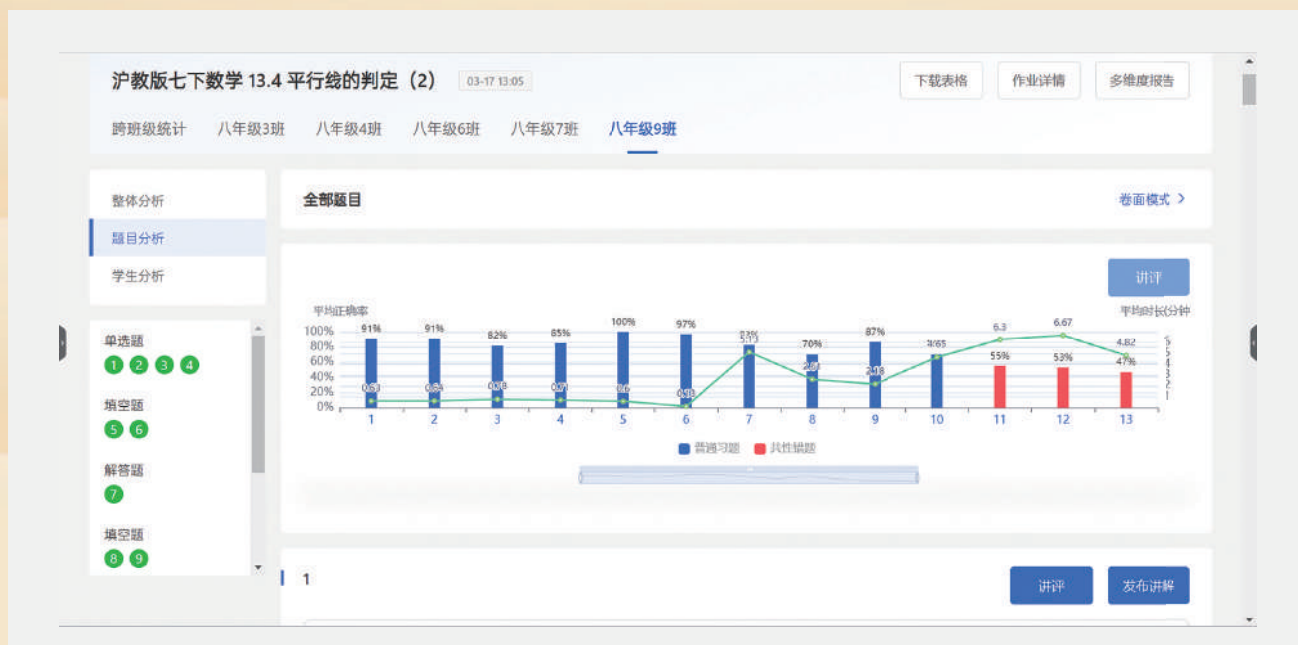 沪教版七下数学 13.4 平行线的判定（2） 03-17 13:05
下载表格 作业详情 多维度报告
跨班级统计 八年级3班 八年级4班 八年级6班 八年级7班 八年级9班
整体分析
题目分析
学生分析
单选题
1 2 3 4
填空题
5 6
解答题
7
填空题
8 9
全部题目 卷面模式
讲评
平均正确率 平均时长(分钟
100% 91% 91% 82% 85% 100% 97% 70% 87% 6.3 6.67 4.82
80%
60% 55% 53% 47%
40%
20% 0.6
0%
1 2 3 4 5 6 7 8 9 10 11 12 13
5
4
3
2
1
普通习题 共性错题
1 讲评 发布讲解